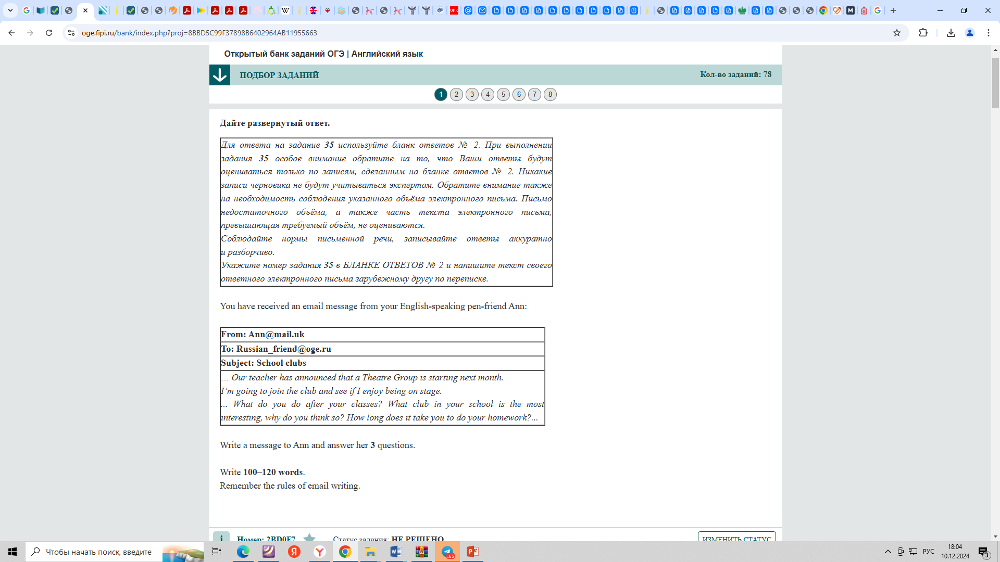 oge.fipi.ru/bank/index.php?proj=8BBD5C99F37898B6402964AB11955663
Открытый банк заданий ОГЭ | Английский язык
ПОДБОР ЗАДАНИЙ
Кол-во заданий: 78
1 2 3 4 5 6 7 8
Дайте развернутый ответ.
Для ответа на задание 35 используйте бланк ответов № 2. При выполнении
задания 35 особое внимание обратите на то, что Ваши ответы будут
оцениваться только по записям, сделанным на бланке ответов № 2. Никакие
записи черновика не будут учитываться экспертом. Обратите внимание также
на необходимость соблюдения указанного объёма электронного письма. Письмо
недостаточного объёма, а также часть текста электронного письма,
превышающая требуемый объём, не оцениваются.
Соблюдайте нормы письменной речи, записывайте ответы аккуратно
и разборчиво.
Укажите номер задания 35 в БЛАНКЕ ОТВЕТОВ № 2 и напишите текст своего
ответного электронного письма зарубежному другу по переписке.
You have received an email message from your English-speaking pen-friend Ann:
From: Ann@mail.uk
To: Russian_friend@oge.ru
Subject: School clubs
… Our teacher has announced that a Theatre Group is starting next month.
I’m going to join the club and see if I enjoy being on stage.
... What do you do after your classes? What club in your school is the most
interesting, why do you think so? How long does it take you to do your homework?...
Write a message to Ann and answer her 3 questions.
Write 100–120 words.
Remember the rules of email writing.
i
Номер: 2BD0F7
Статус задания: НЕ РЕШЕНО
ИЗМЕНИТЬ СТАТУС
Чтобы начать поиск, введите
РУС
18:04
10.12.2024
3